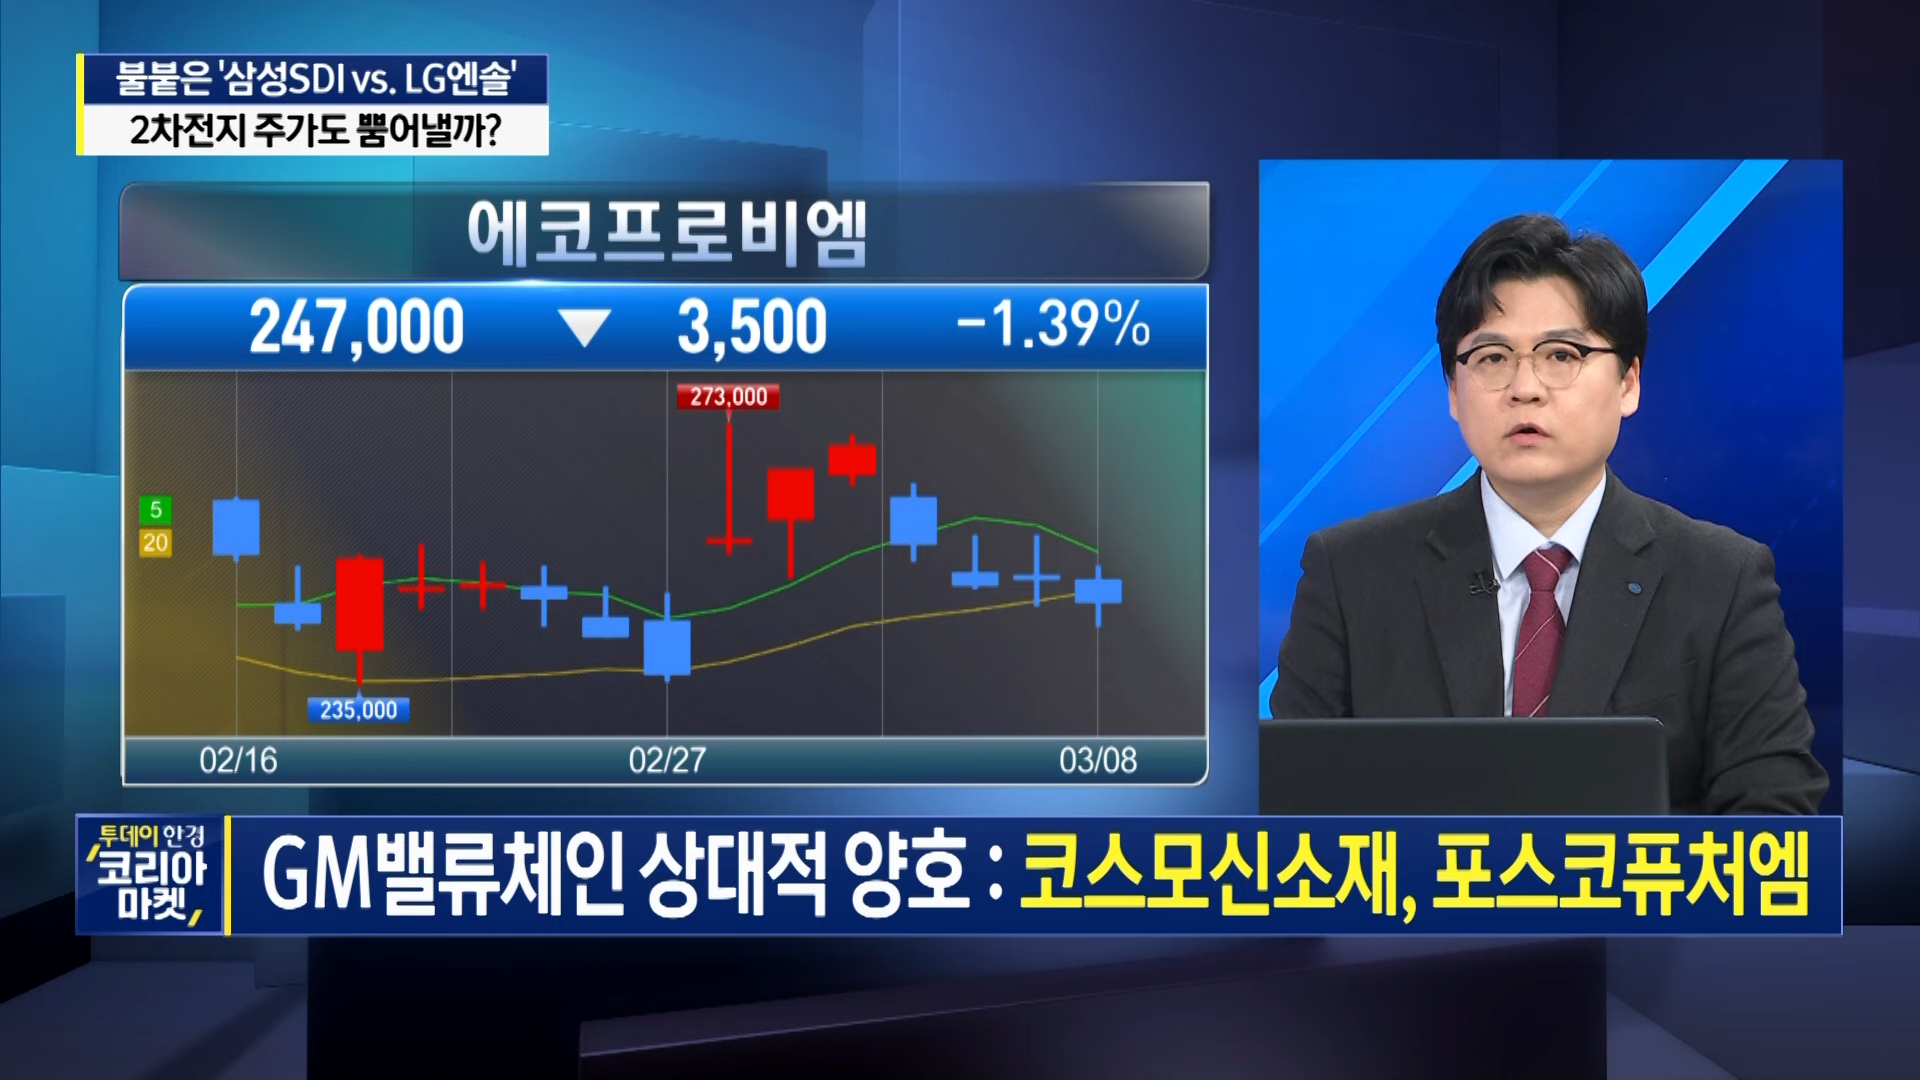 불붙은 '삼성SDI vs. LG엔솔'
2차전지 주가도 뿜어낼까?
에코프로비엠
247,000 ▼ 3,500 -1.39%
273,000
5
20
235,000
02/16 02/27 03/08
투데이 한경
코리아
마켓
GM밸류체인 상대적 양호 : 코스모신소재, 포스코퓨처엠